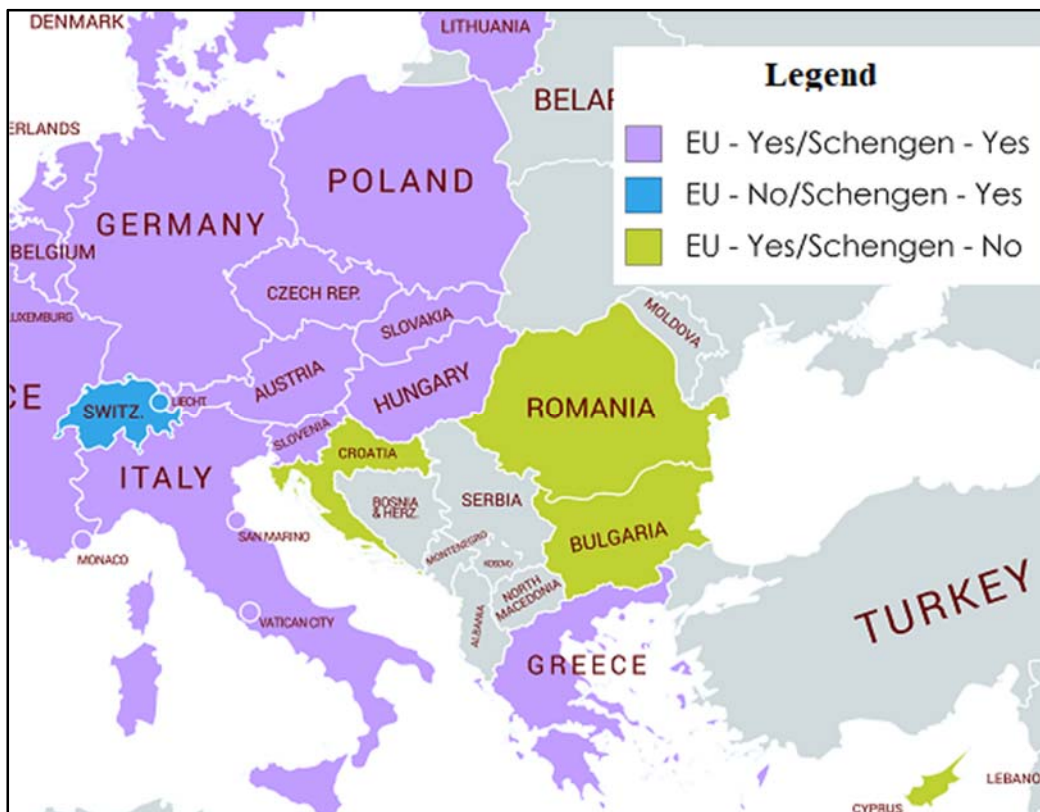 DENMARK
LITHUANIA
Legend
BELAR
ERLANDS
EU - Yes/Schengen - Yes
POLAND
EU - No/Schengen - Yes
GERMANY
BELGIUM
EU - Yes/Schengen - No
CZECH REP.
LUXEMBURG
SLOVAKIA
MOLDOVA
AUSTRIA
HUNGARY
CE
SWITZ.
LIECHT.
ROMANIA
SLOVENIA
CROATIA
ITALY
BOSNIA
& HERZ.
SERBIA
SAN MARINO
BULGARIA
MONACO
MONTENEGRO
KOSOVO
NORTH
MACEDONIA
TURKEY
VATICAN CITY
ALBANIA
GREECE
LEBANO
CYPRUS